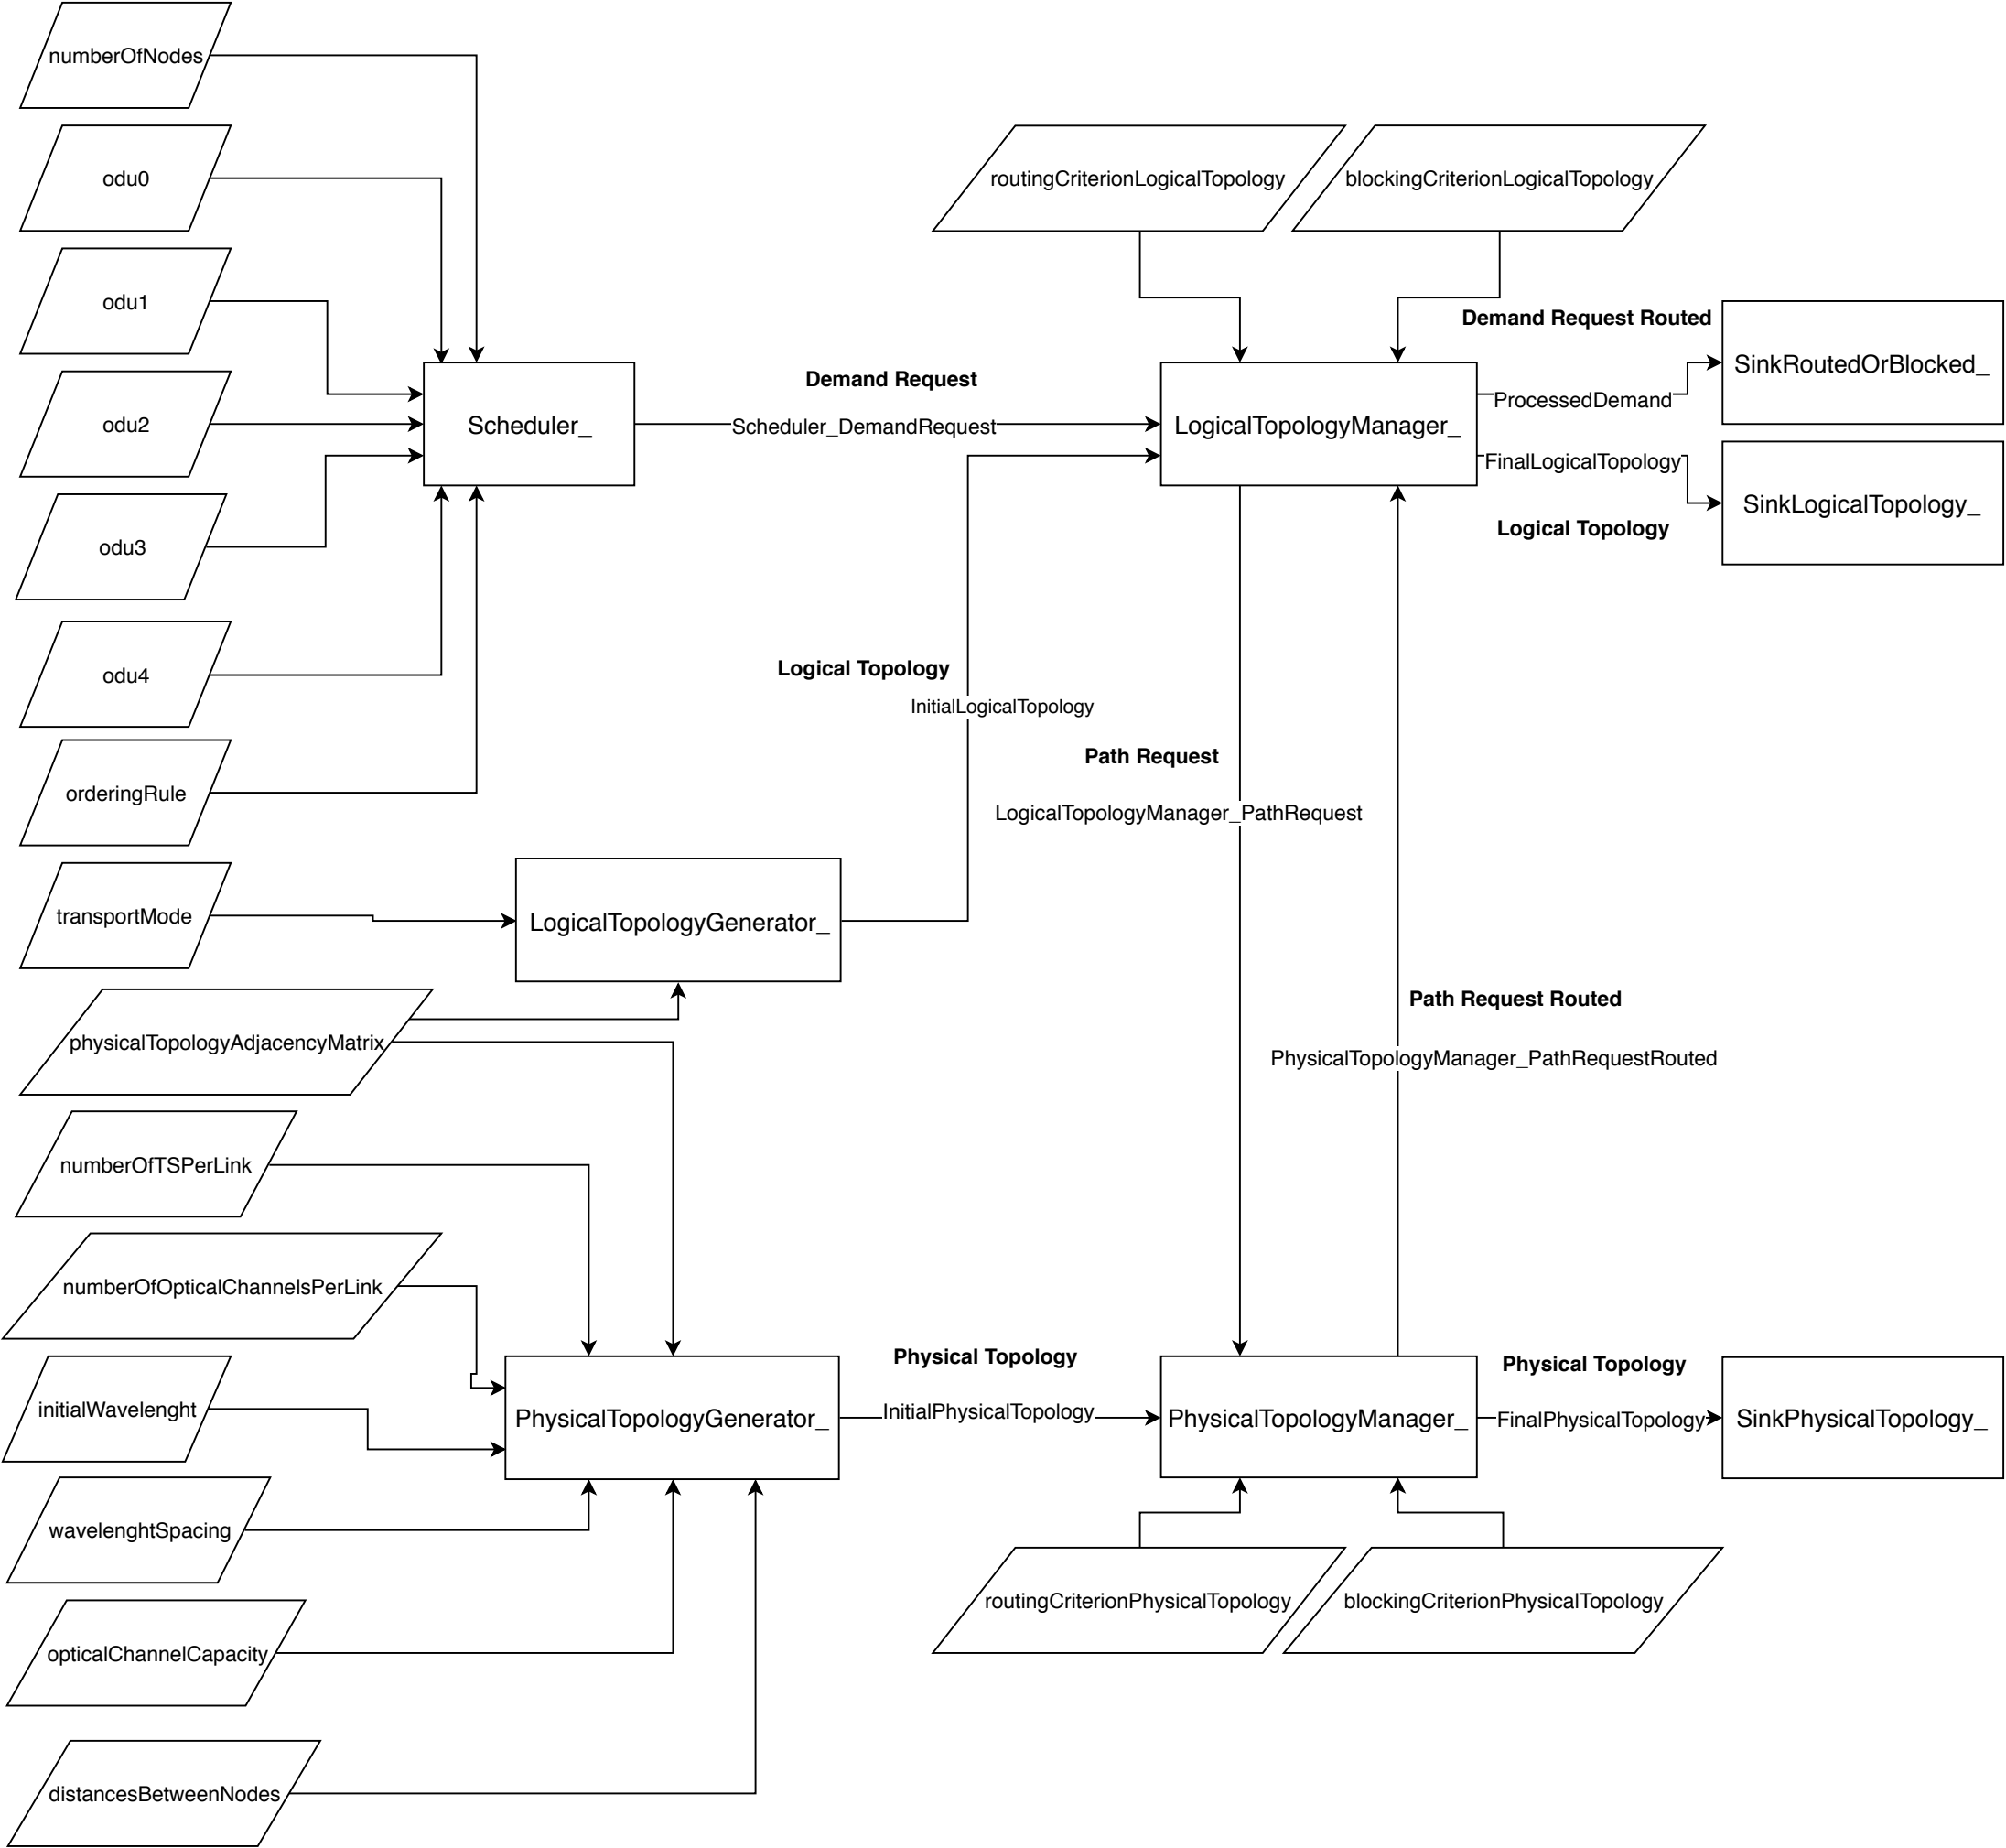 numberOfNodes
odu0
odu1
odu2
odu3
odu4
orderingRule
transportMode
physicalTopologyAdjacencyMatrix
numberOfTSPerLink
numberOfOpticalChannelsPerLink
initialWavelenght
wavelenghtSpacing
opticalChannelCapacity
distancesBetweenNodes
Scheduler_
Demand Request
Scheduler_DemandRequest
LogicalTopologyGenerator_
Logical Topology
InitialLogicalTopology
routingCriterionLogicalTopology
blockingCriterionLogicalTopology
LogicalTopologyManager_
Demand Request Routed
ProcessedDemand
SinkRoutedOrBlocked_
FinalLogicalTopology
Logical Topology
SinkLogicalTopology_
Path Request
LogicalTopologyManager_PathRequest
Path Request Routed
PhysicalTopologyManager_PathRequestRouted
PhysicalTopologyGenerator_
Physical Topology
InitialPhysicalTopology
PhysicalTopologyManager_
Physical Topology
FinalPhysicalTopology
SinkPhysicalTopology_
routingCriterionPhysicalTopology
blockingCriterionPhysicalTopology